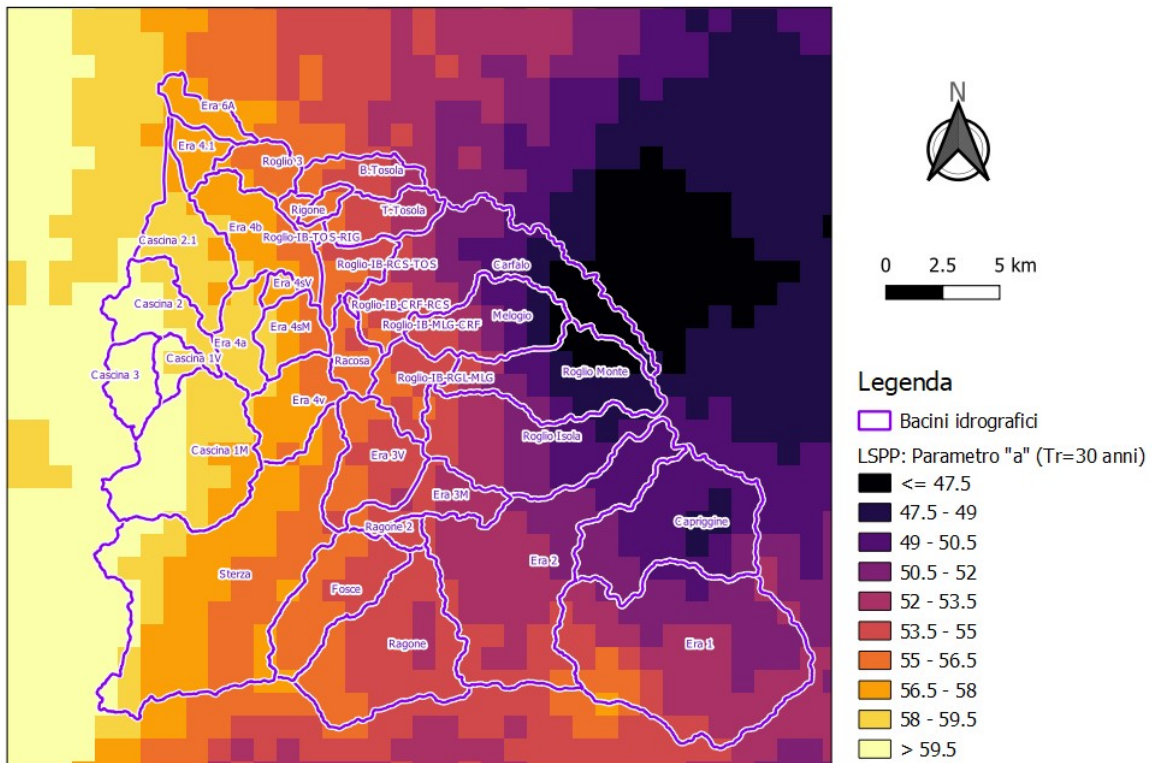 Era 6A
Era 4.1
Roglio 3
B.Tosola
Rigone
T.Tosola
Era 4b
Roglio-IB-TOS-RIG
Cascina 2.1
Roglio-IB-RCS-TOS
Carfalo
Era 4sV
Cascina 2
Roglio-IB-CRF-RCS
Melogio
Era 4sM
Roglio-IB-MLG-CRF
Era 4a
Cascina 1V
Racosa
Cascina 3
Roglio-IB-RGL-MLG
Roglio Monte
Era 4v
Roglio Isola
Cascina 1M
Era 3V
Era 3M
Capriggine
Ragone 2
Era 2
Sterza
Fosce
Ragone
Era 1
N
0 2.5 5 km
Legenda
Bacini idrografici
LSPP: Parametro "a" (Tr=30 anni)
<= 47.5
47.5 - 49
49 - 50.5
50.5 - 52
52 - 53.5
53.5 - 55
55 - 56.5
56.5 - 58
58 - 59.5
> 59.5